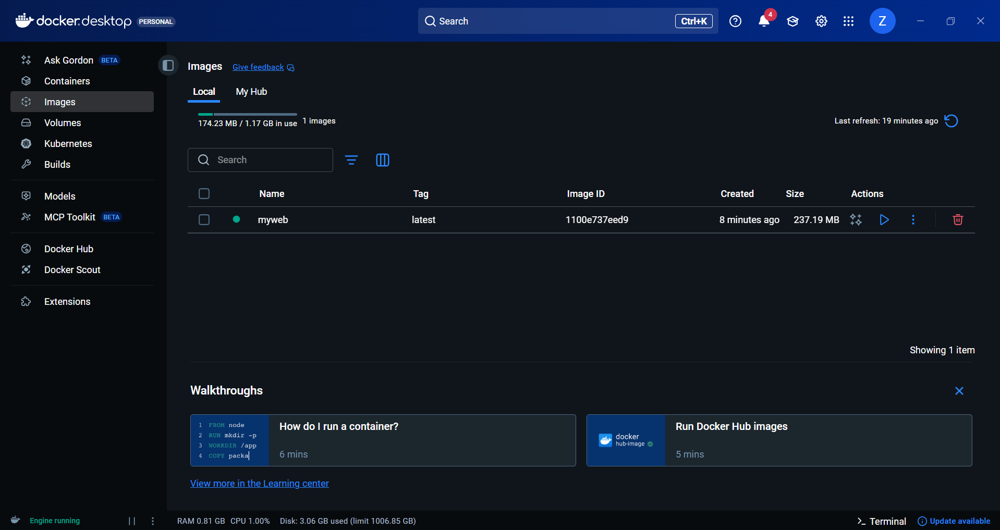 docker.desktop PERSONAL
Search Ctrl+K
4
Z
Ask Gordon BETA
Containers
Images
Volumes
Kubernetes
Builds
Models
MCP Toolkit BETA
Docker Hub
Docker Scout
Extensions
Images Give feedback
Local My Hub
174.23 MB / 1.17 GB in use 1 images
Last refresh: 19 minutes ago
Search
Name Tag Image ID Created Size Actions
myweb latest 1100e737eed9 8 minutes ago 237.19 MB
Showing 1 item
Walkthroughs
1 FROM node
2 RUN mkdir -p
3 WORKDIR /app
4 COPY packa
How do I run a container?
6 mins
docker
hub-image
Run Docker Hub images
5 mins
View more in the Learning center
Engine running
RAM 0.81 GB CPU 1.00% Disk: 3.06 GB used (limit 1006.85 GB)
>_ Terminal
Update available